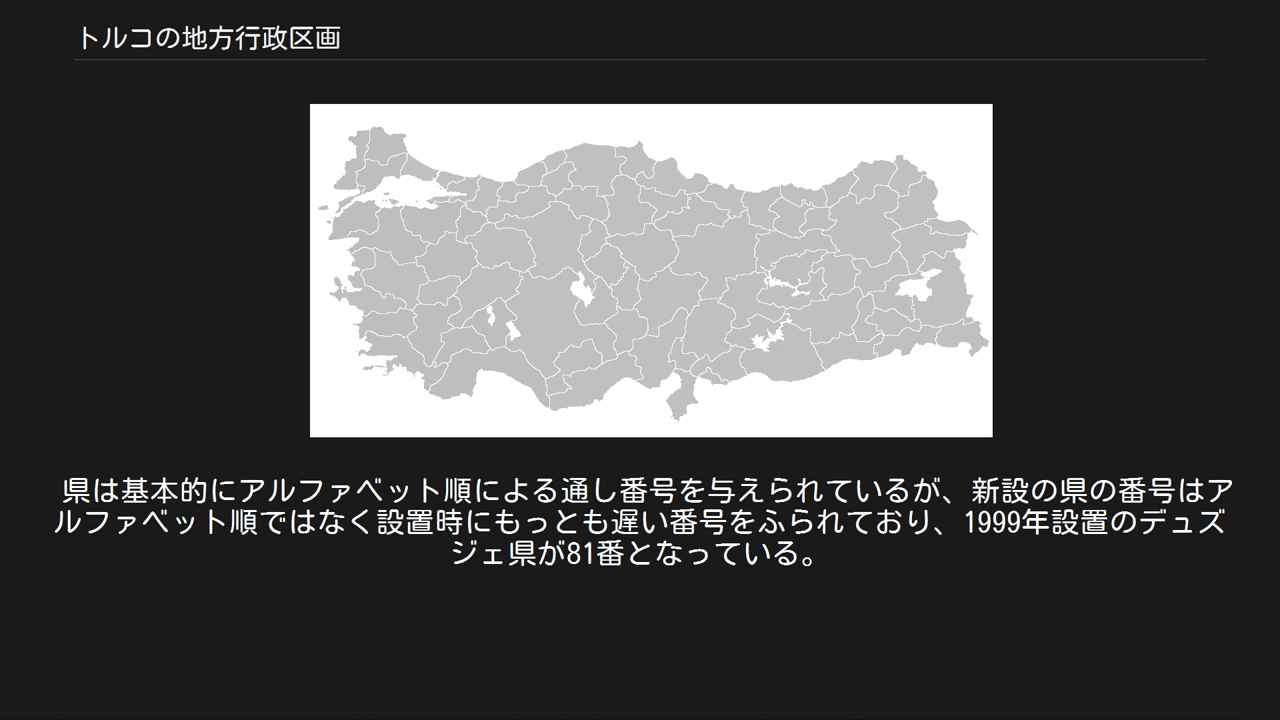 トルコの地方行政区画
県は基本的にアルファベット順による通し番号を与えられているが、新設の県の番号はア
ルファベット順ではなく設置時にもっとも遅い番号をふられており、1999年設置のデュズ
ジェ県が81番となっている。